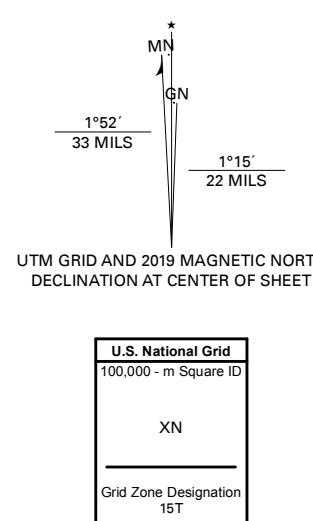 MN
GN
1°52´
33 MILS
1°15´
22 MILS
UTM GRID AND 2019 MAGNETIC NORT
DECLINATION AT CENTER OF SHEET
U.S. National Grid
100,000 - m Square ID
XN
Grid Zone Designation
15T